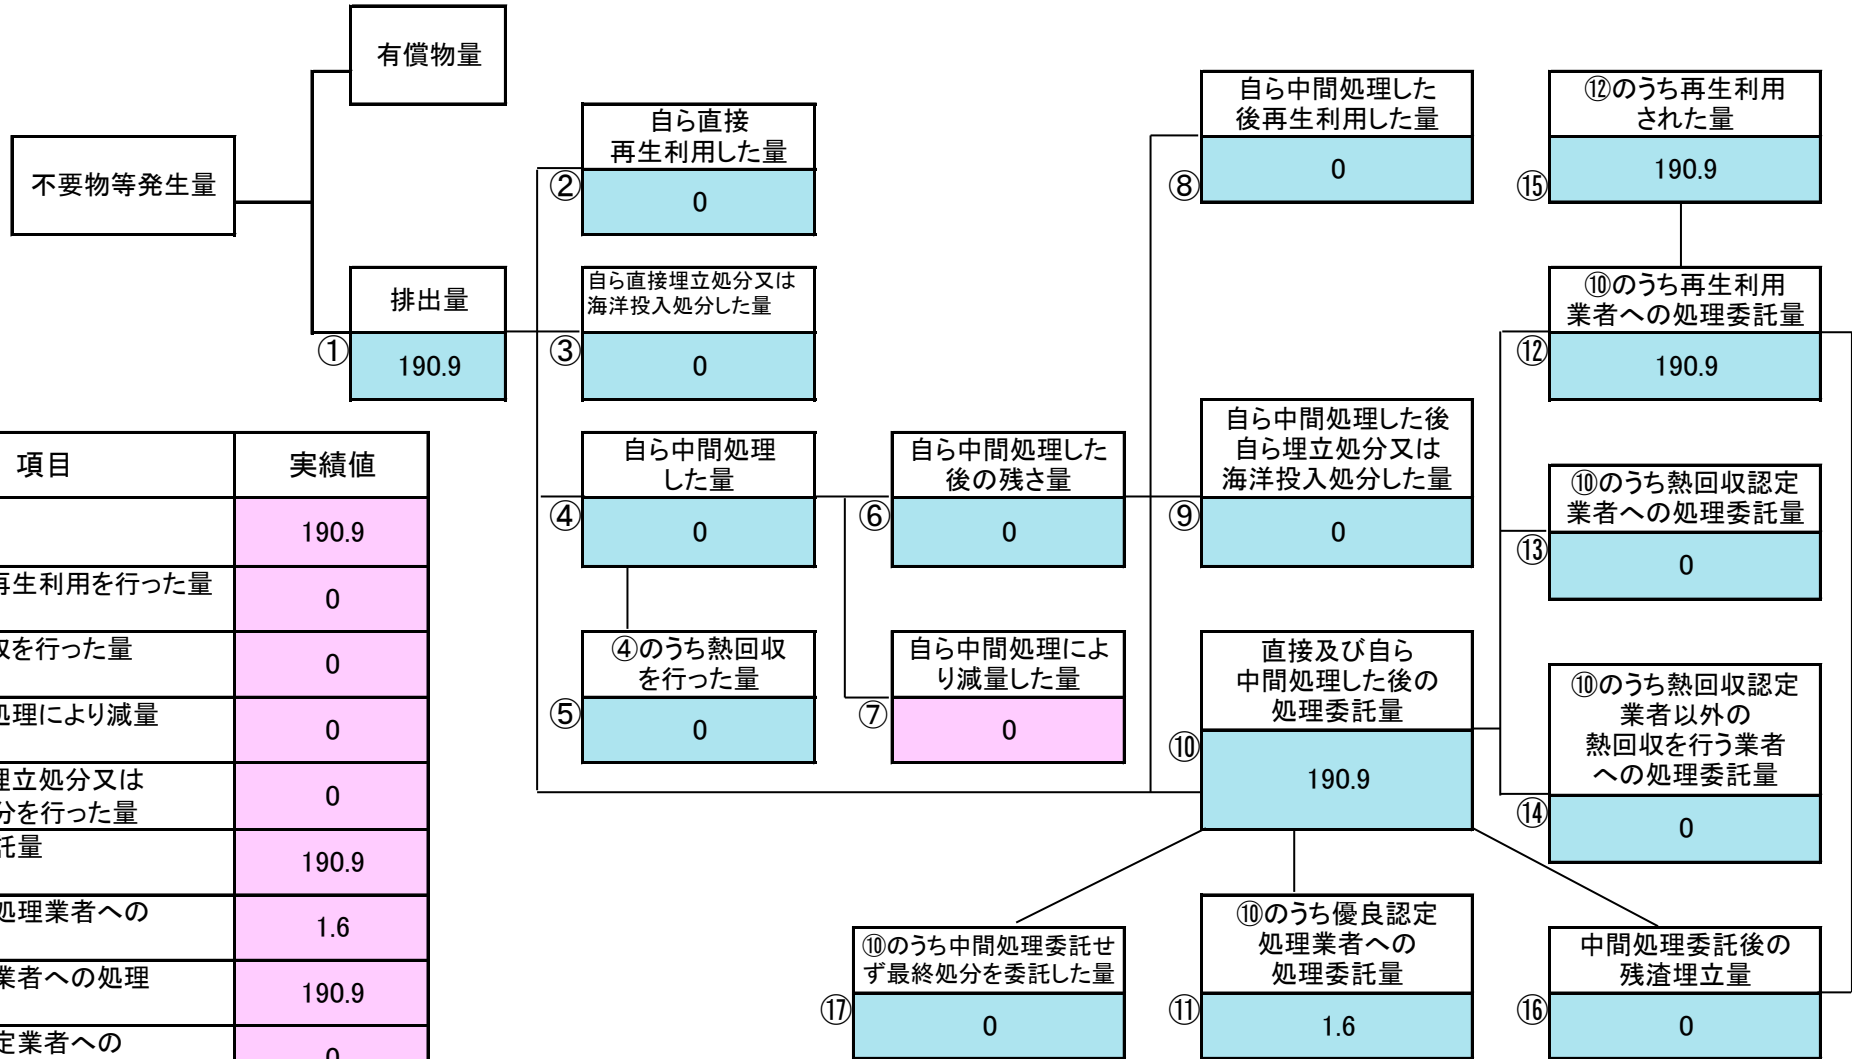 有償物量
不要物等発生量
排出量
①
190.9
自ら直接
再生利用した量
②
0
自ら直接埋立処分又は
海洋投入処分した量
③
0
自ら中間処理
した量
④
0
④のうち熱回収
を行った量
⑤
0
自ら中間処理した
後の残さ量
⑥
0
自ら中間処理によ
り減量した量
⑦
0
自ら中間処理した
後再生利用した量
⑧
0
自ら中間処理した後
自ら埋立処分又は
海洋投入処分した量
⑨
0
直接及び自ら
中間処理した後の
処理委託量
⑩
190.9
⑫のうち再生利用
された量
⑮
190.9
⑩のうち再生利用
業者への処理委託量
⑫
190.9
⑩のうち熱回収認定
業者への処理委託量
⑬
0
⑩のうち熱回収認定
業者以外の
熱回収を行う業者
への処理委託量
⑭
0
⑩のうち中間処理委託せ
ず最終処分を委託した量
⑰
0
⑩のうち優良認定
処理業者への
処理委託量
⑪
1.6
中間処理委託後の
残渣埋立量
⑯
0
項目 実績値
190.9
再生利用を行った量 0
を行った量 0
処理により減量 0
埋立処分又は
分を行った量 0
託量 190.9
処理業者への 1.6
業者への処理 190.9
定業者への 0